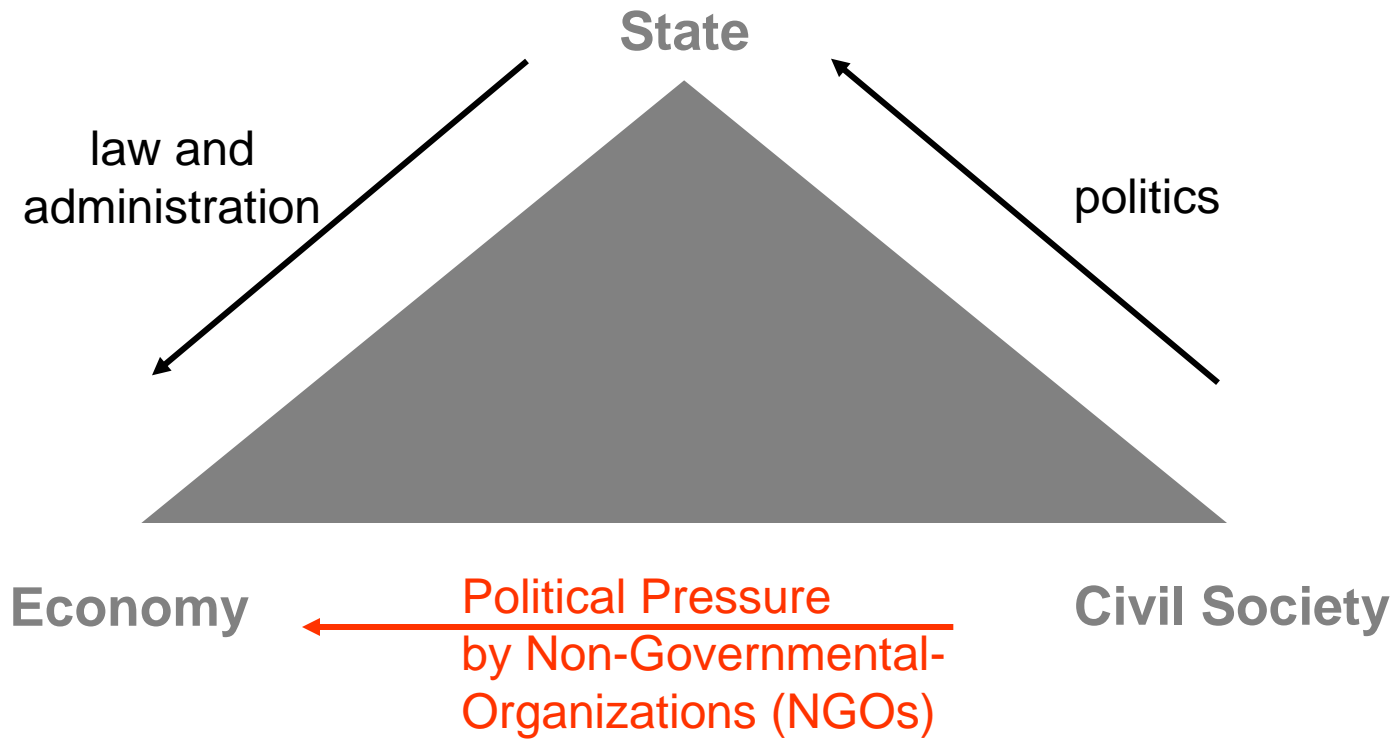 State
law and
administration
politics
Economy
Political Pressure
by Non-Governmental-
Organizations (NGOs)
Civil Society